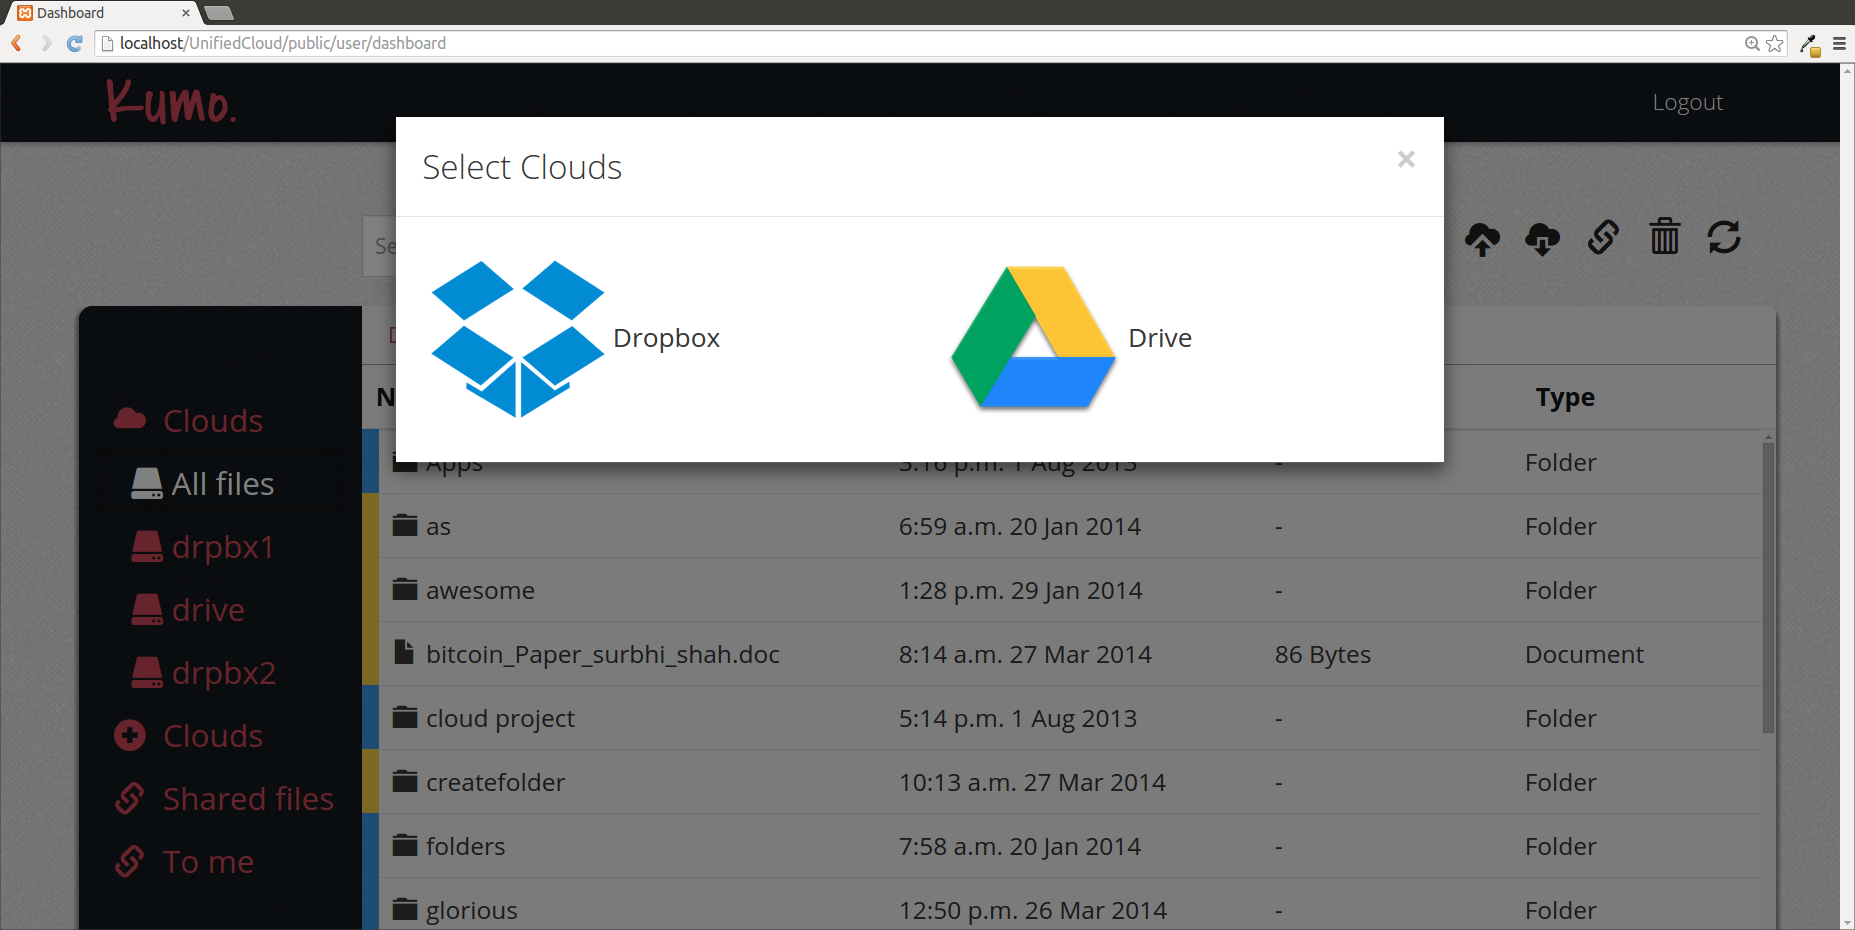 Dashboard
localhost/UnifiedCloud/public/user/dashboard
Kumo.
Logout
Select Clouds ×
Dropbox Drive
Type
Clouds
All files
drpbx1
drive
drpbx2
Clouds
Shared files
To me
Apps 3:16 p.m. 1 Aug 2013 - Folder
as 6:59 a.m. 20 Jan 2014 - Folder
awesome 1:28 p.m. 29 Jan 2014 - Folder
bitcoin_Paper_surbhi_shah.doc 8:14 a.m. 27 Mar 2014 86 Bytes Document
cloud project 5:14 p.m. 1 Aug 2013 - Folder
createfolder 10:13 a.m. 27 Mar 2014 - Folder
folders 7:58 a.m. 20 Jan 2014 - Folder
glorious 12:50 p.m. 26 Mar 2014 - Folder